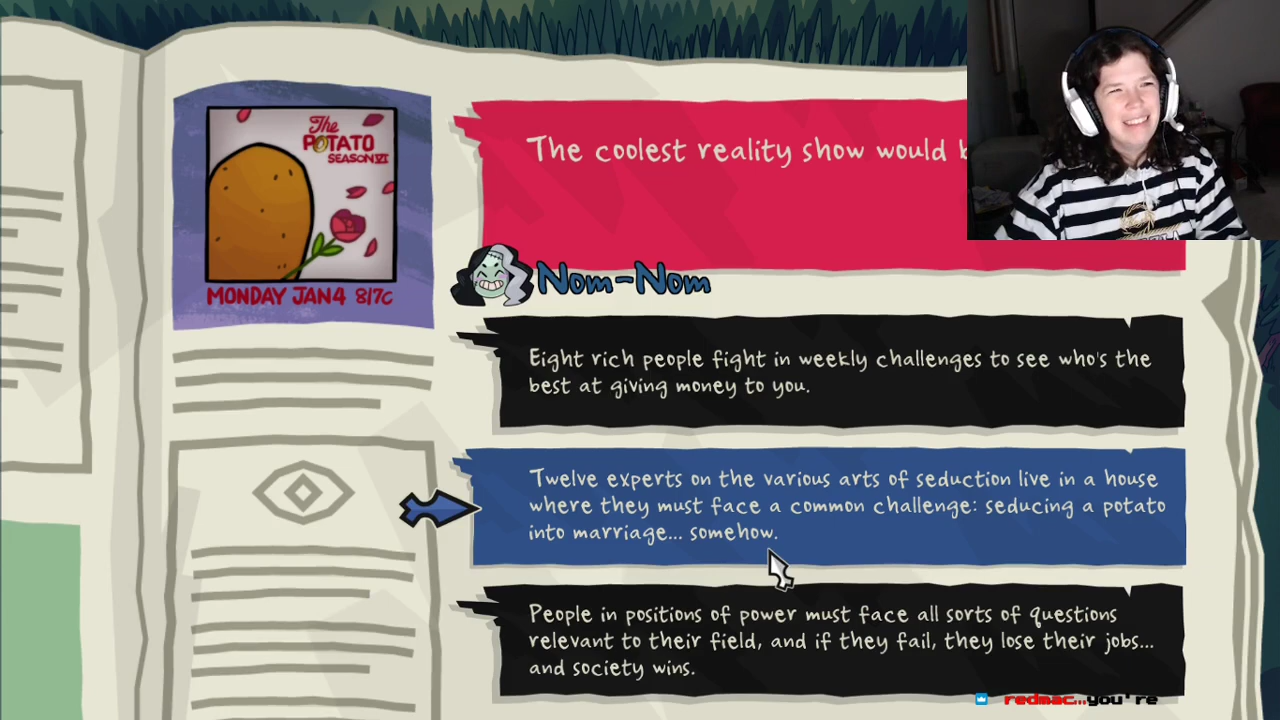 The
POTATO
SEASON VI
MONDAY JAN 4 8/7C
The coolest reality show would
Nom-Nom
Eight rich people fight in weekly challenges to see who's the
best at giving money to you.
Twelve experts on the various arts of seduction live in a house
where they must face a common challenge: seducing a potato
into marriage... somehow.
People in positions of power must face all sorts of questions
relevant to their field, and if they fail, they lose their jobs...
and society wins.
redmac...you're